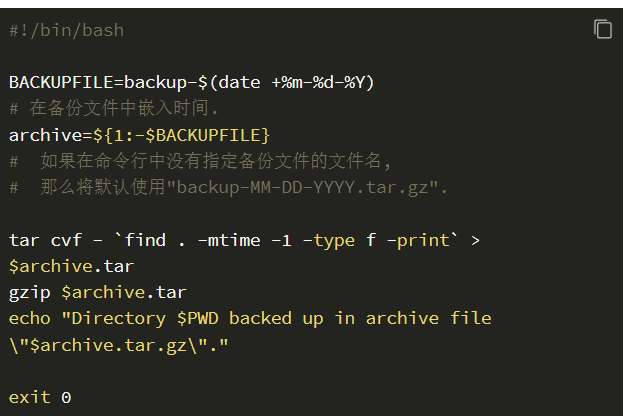 #!/bin/bash
BACKUPFILE=backup-$(date +%m-%d-%Y)
# 在备份文件中嵌入时间.
archive=${1:-$BACKUPFILE}
#  如果在命令行中没有指定备份文件的文件名,
#  那么将默认使用"backup-MM-DD-YYYY.tar.gz".
tar cvf - `find . -mtime -1 -type f -print` >
$archive.tar
gzip $archive.tar
echo "Directory $PWD backed up in archive file
\"$archive.tar.gz\"."
exit 0